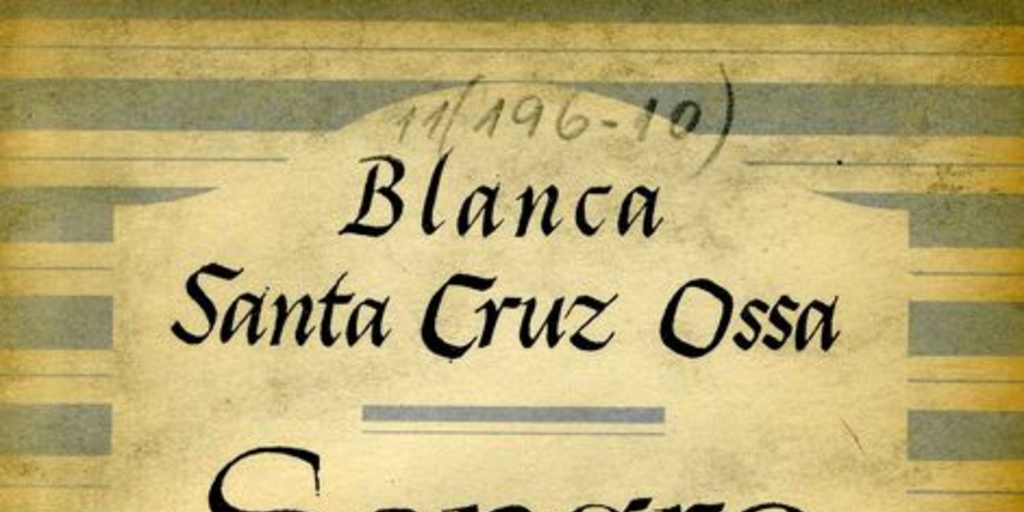 11(196-10)
Blanca
Santa Cruz Ossa